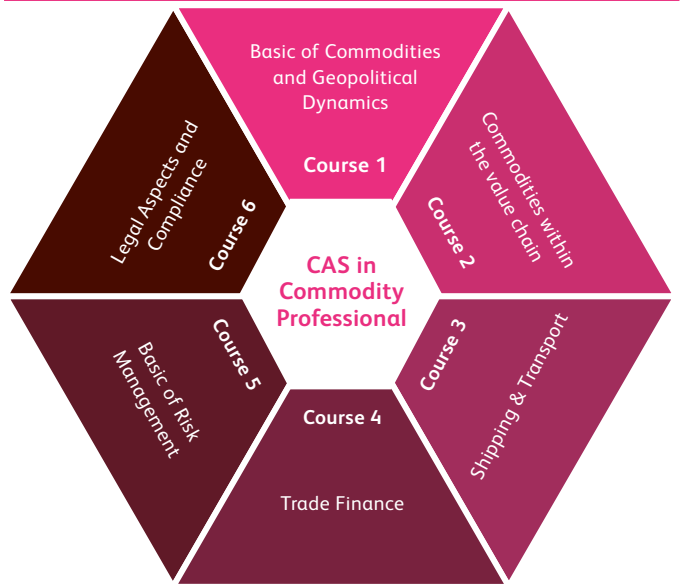 Basic of Commodities
and Geopolitical
Dynamics
Course 1
Commodities within
the value chain
Course 2
Course 3
Shipping & Transport
Course 4
Trade Finance
Course 5
Basic of Risk
Management
Legal Aspects and
Compliance
Course 6
CAS in
Commodity
Professional